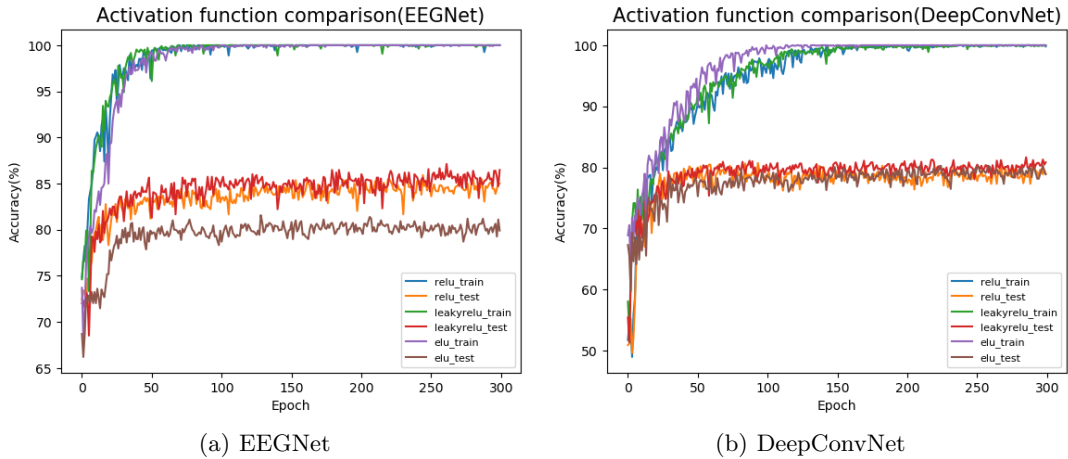 Activation function comparison(EEGNet)
100
95
90
85
80
75
70
65
Accuracy(%)
0 50 100 150 200 250 300
Epoch
relu_train
relu_test
leakyrelu_train
leakyrelu_test
elu_train
elu_test
(a) EEGNet
Activation function comparison(DeepConvNet)
100
90
80
70
60
50
Accuracy(%)
0 50 100 150 200 250 300
Epoch
relu_train
relu_test
leakyrelu_train
leakyrelu_test
elu_train
elu_test
(b) DeepConvNet